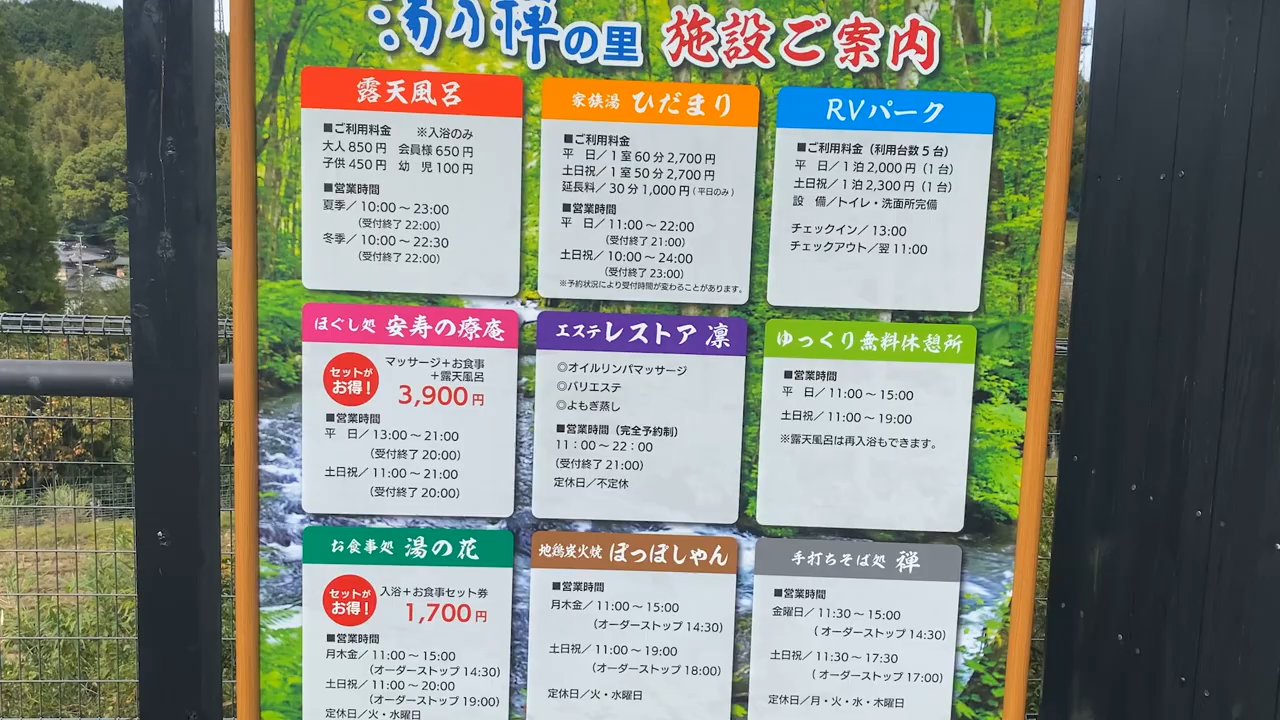 湯の禅の里 施設ご案内
露天風呂
■ご利用料金 ※入浴のみ
大人850円 会員様650円
子供450円 幼 児100円
■営業時間
夏季/10:00～23:00
(受付終了 22:00)
冬季/10:00～22:30
(受付終了 22:00)
家族湯 ひだまり
■ご利用料金
平 日/1室60分2,700円
土日祝/1室50分2,700円
延長料/30分1,000円(平日のみ)
■営業時間
平 日/11:00～22:00
(受付終了 21:00)
土日祝/10:00～24:00
(受付終了 23:00)
※予約状況により受付時間が変わることがあります。
RVパーク
■ご利用料金(利用台数5台)
平 日/1泊2,000円(1台)
土日祝/1泊2,300円(1台)
設 備/トイレ・洗面所完備
チェックイン/13:00
チェックアウト/翌11:00
ほぐし処 安寿の療庵
セットがお得!
マッサージ+お食事
+露天風呂
3,900円
■営業時間
平 日/13:00～21:00
(受付終了 20:00)
土日祝/11:00～21:00
(受付終了 20:00)
エステレストア 凛
◎オイルリンパマッサージ
◎バリエステ
◎よもぎ蒸し
■営業時間(完全予約制)
11:00～22:00
(受付終了 21:00)
定休日/不定休
ゆっくり無料休憩所
■営業時間
平 日/11:00～15:00
土日祝/11:00～19:00
※露天風呂は再入浴もできます。
お食事処 湯の花
セットがお得!
入浴+お食事セット券
1,700円
■営業時間
月木金/11:00～15:00
(オーダーストップ 14:30)
土日祝/11:00～20:00
(オーダーストップ 19:00)
定休日/火・水曜日
地鶏炭火焼 ぽっぽしゃん
■営業時間
月木金/11:00～15:00
(オーダーストップ 14:30)
土日祝/11:00～19:00
(オーダーストップ 18:00)
定休日/火・水曜日
手打ちそば処 禅
■営業時間
金曜日/11:30～15:00
(オーダーストップ 14:30)
土日祝/11:30～17:30
(オーダーストップ 17:00)
定休日/月・火・水・木曜日